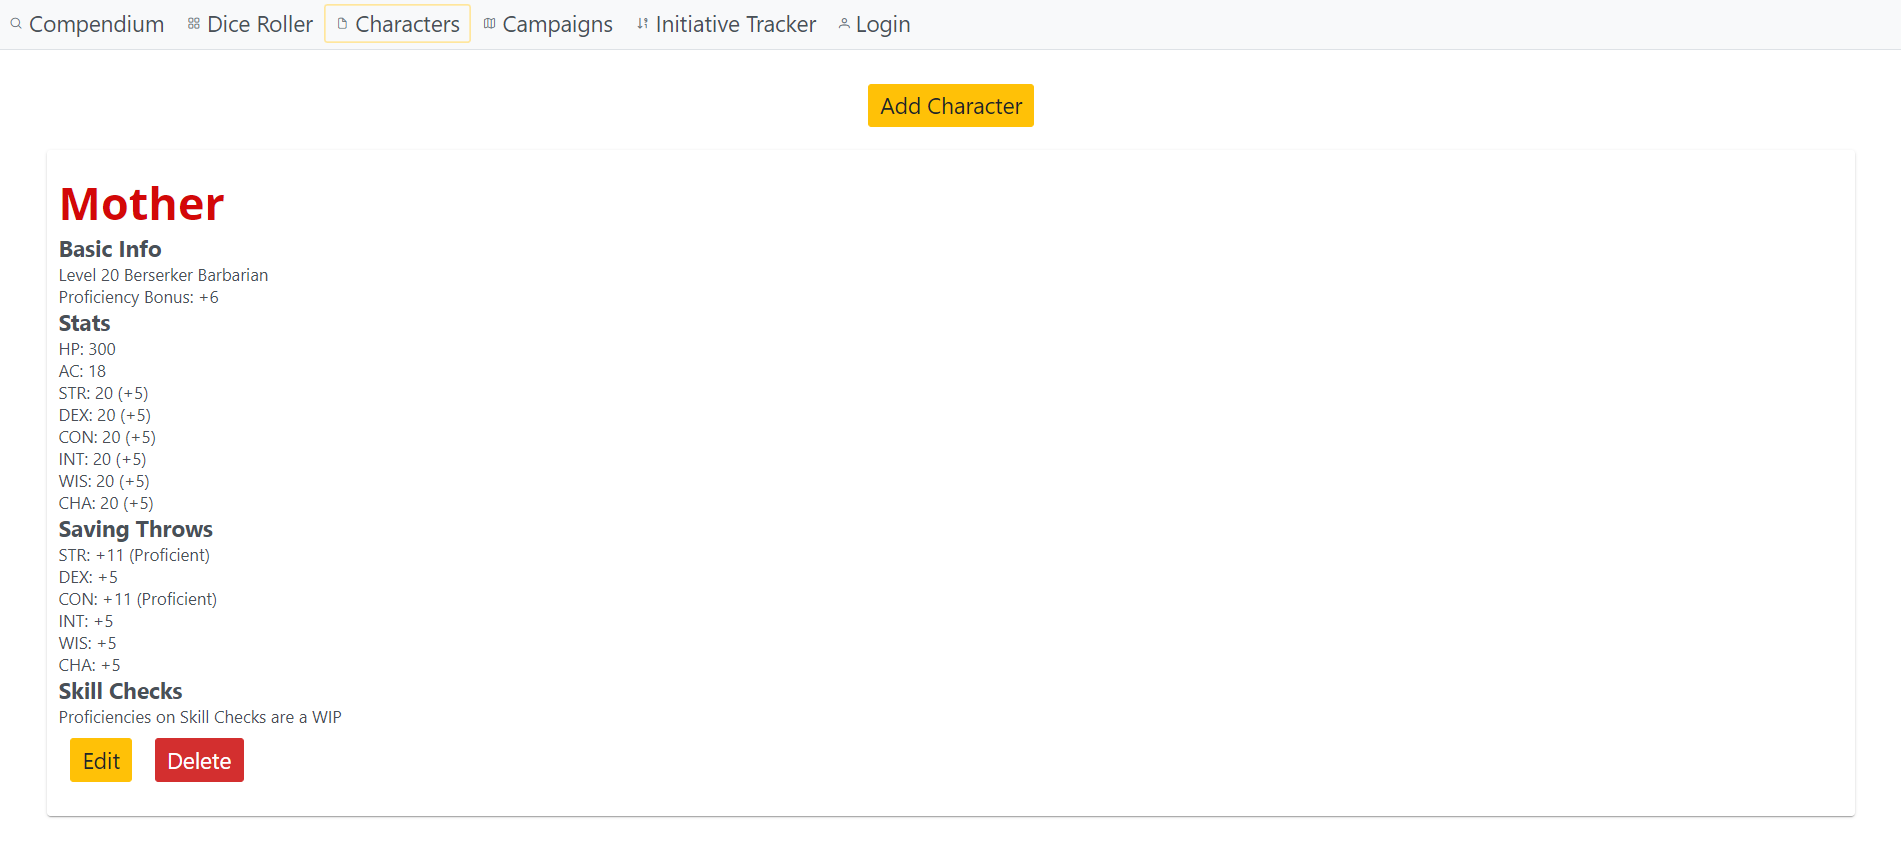 Compendium Dice Roller Characters Campaigns Initiative Tracker Login
Add Character
Mother
Basic Info
Level 20 Berserker Barbarian
Proficiency Bonus: +6
Stats
HP: 300
AC: 18
STR: 20 (+5)
DEX: 20 (+5)
CON: 20 (+5)
INT: 20 (+5)
WIS: 20 (+5)
CHA: 20 (+5)
Saving Throws
STR: +11 (Proficient)
DEX: +5
CON: +11 (Proficient)
INT: +5
WIS: +5
CHA: +5
Skill Checks
Proficiencies on Skill Checks are a WIP
Edit Delete